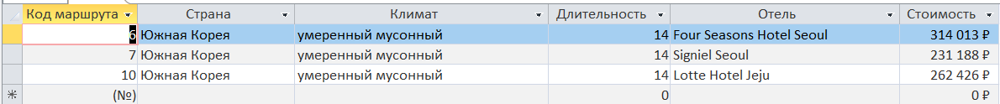 Код маршрута Страна Климат Длительность Отель Стоимость
6 Южная Корея умеренный мусонный 14 Four Seasons Hotel Seoul 314 013 ₽
7 Южная Корея умеренный мусонный 14 Signiel Seoul 231 188 ₽
10 Южная Корея умеренный мусонный 14 Lotte Hotel Jeju 262 426 ₽
(№) 0 0 ₽